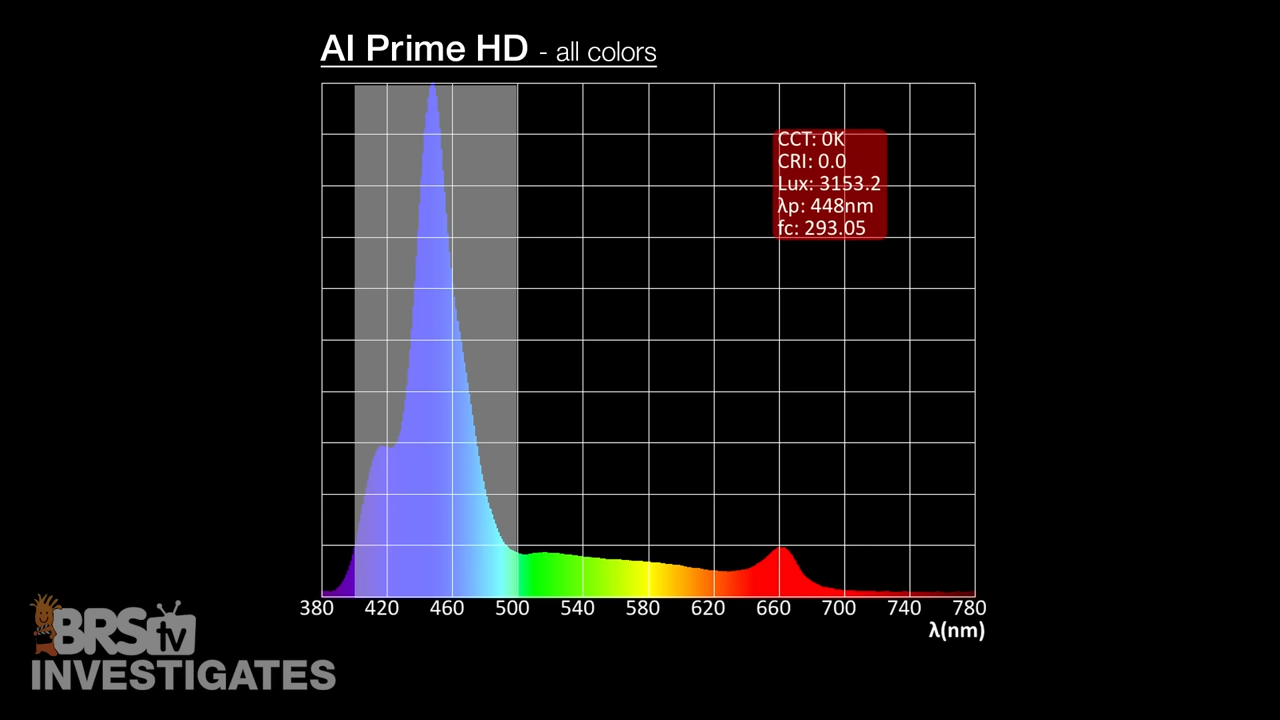 AI Prime HD - all colors
CCT: 0K
CRI: 0.0
Lux: 3153.2
λp: 448nm
fc: 293.05
380 420 460 500 540 580 620 660 700 740 780
λ(nm)
BRS tv
INVESTIGATES